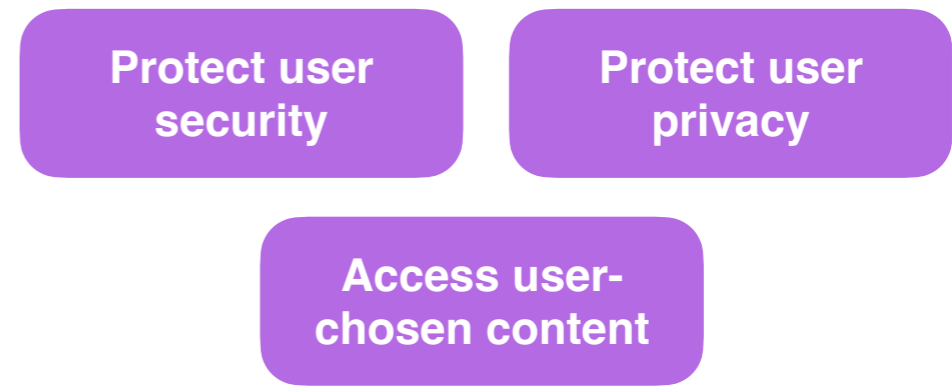 Protect user
security
Protect user
privacy
Access user-
chosen content